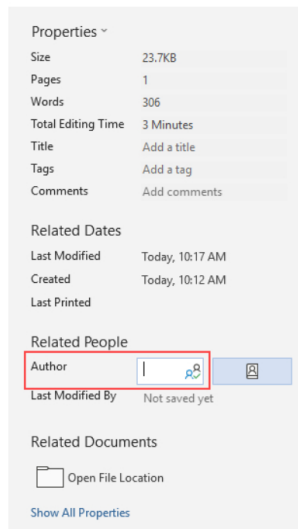 Properties
Size 23.7KB
Pages 1
Words 306
Total Editing Time 3 Minutes
Title Add a title
Tags Add a tag
Comments Add comments
Related Dates
Last Modified Today, 10:17 AM
Created Today, 10:12 AM
Last Printed
Related People
Author
Last Modified By Not saved yet
Related Documents
Open File Location
Show All Properties